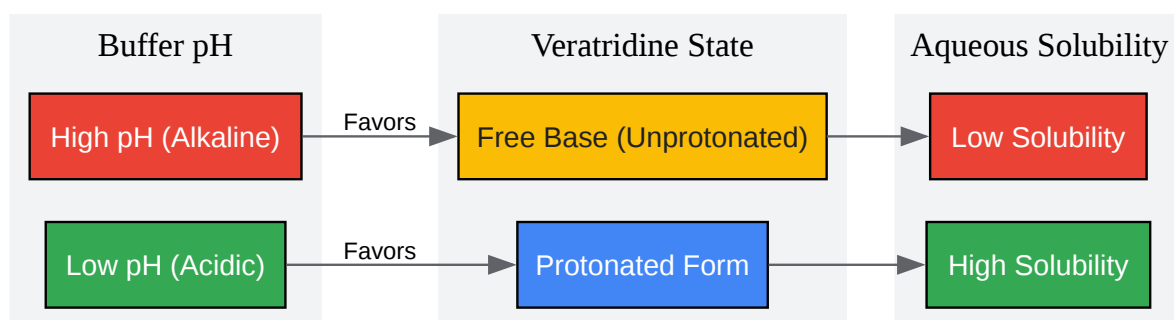 Buffer pH
Veratridine State
Aqueous Solubility
High pH (Alkaline)
Favors
Free Base (Unprotonated)
Low Solubility
Low pH (Acidic)
Favors
Protonated Form
High Solubility